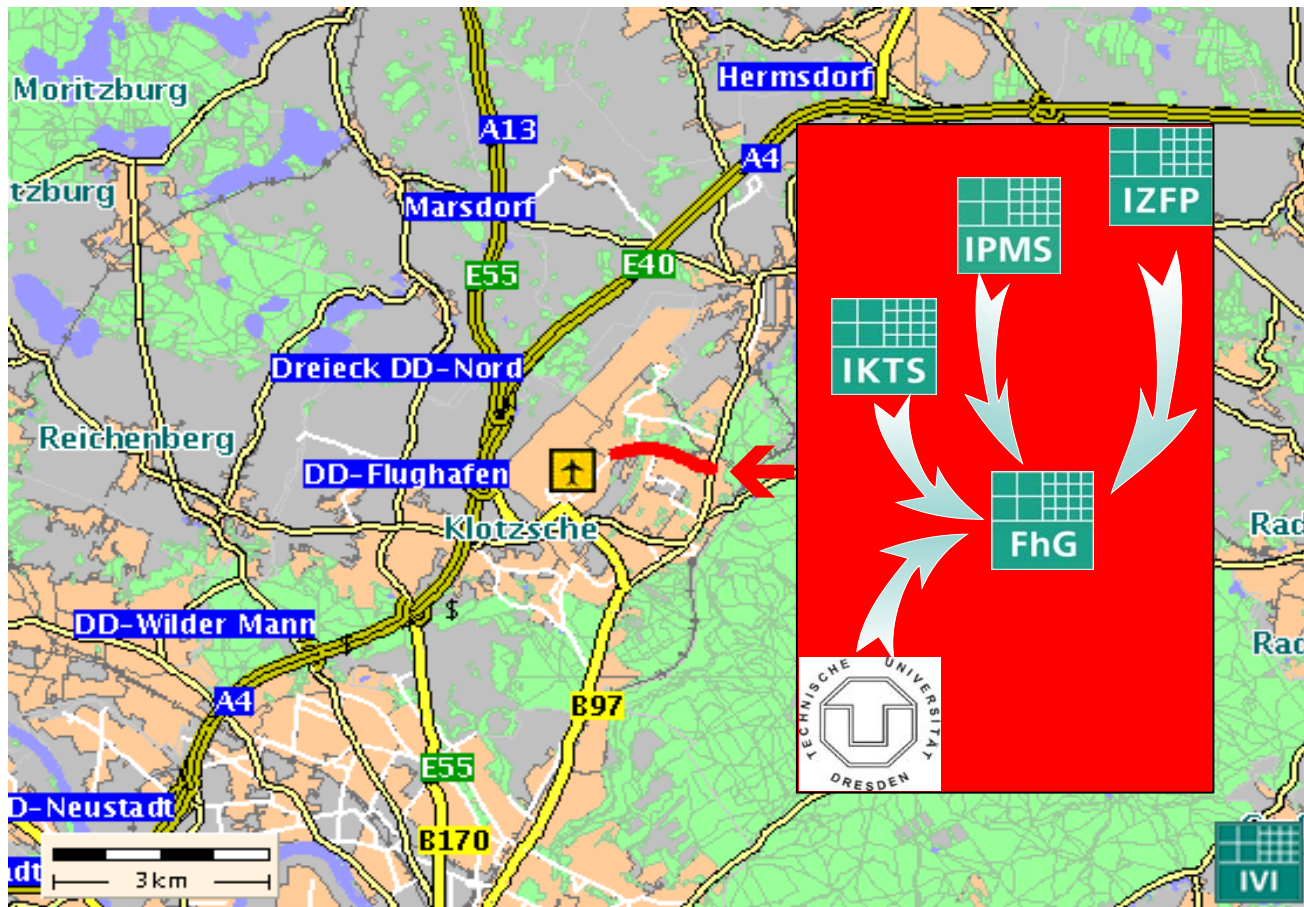 Hermsdorf
Moritzburg
A13
A4
IZFP
tzburg
Marsdorf
IPMS
E55
E40
Dreieck DD-Nord
IKTS
Reichenberg
DD-Flughafen
Klotzsche
Rad
FhG
$
DD-Wilder Mann
Rad
A4
B97
TECHNISCHE UNIVERSITÄT
DRESDEN
E55
D-Neustadt
B170
3km
dt
IVI